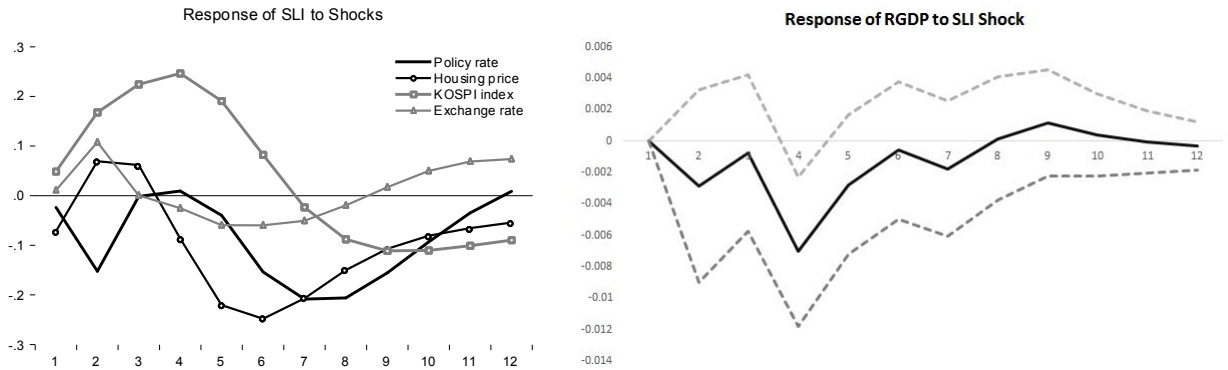 Response of SLI to Shocks
.3
.2
.1
.0
-.1
-.2
-.3
Policy rate
Housing price
KOSPI index
Exchange rate
1 2 3 4 5 6 7 8 9 10 11 12
Response of RGDP to SLI Shock
0.006
0.004
0.002
0
-0.002
-0.004
-0.006
-0.008
-0.01
-0.012
-0.014
1 2 3 4 5 6 7 8 9 10 11 12